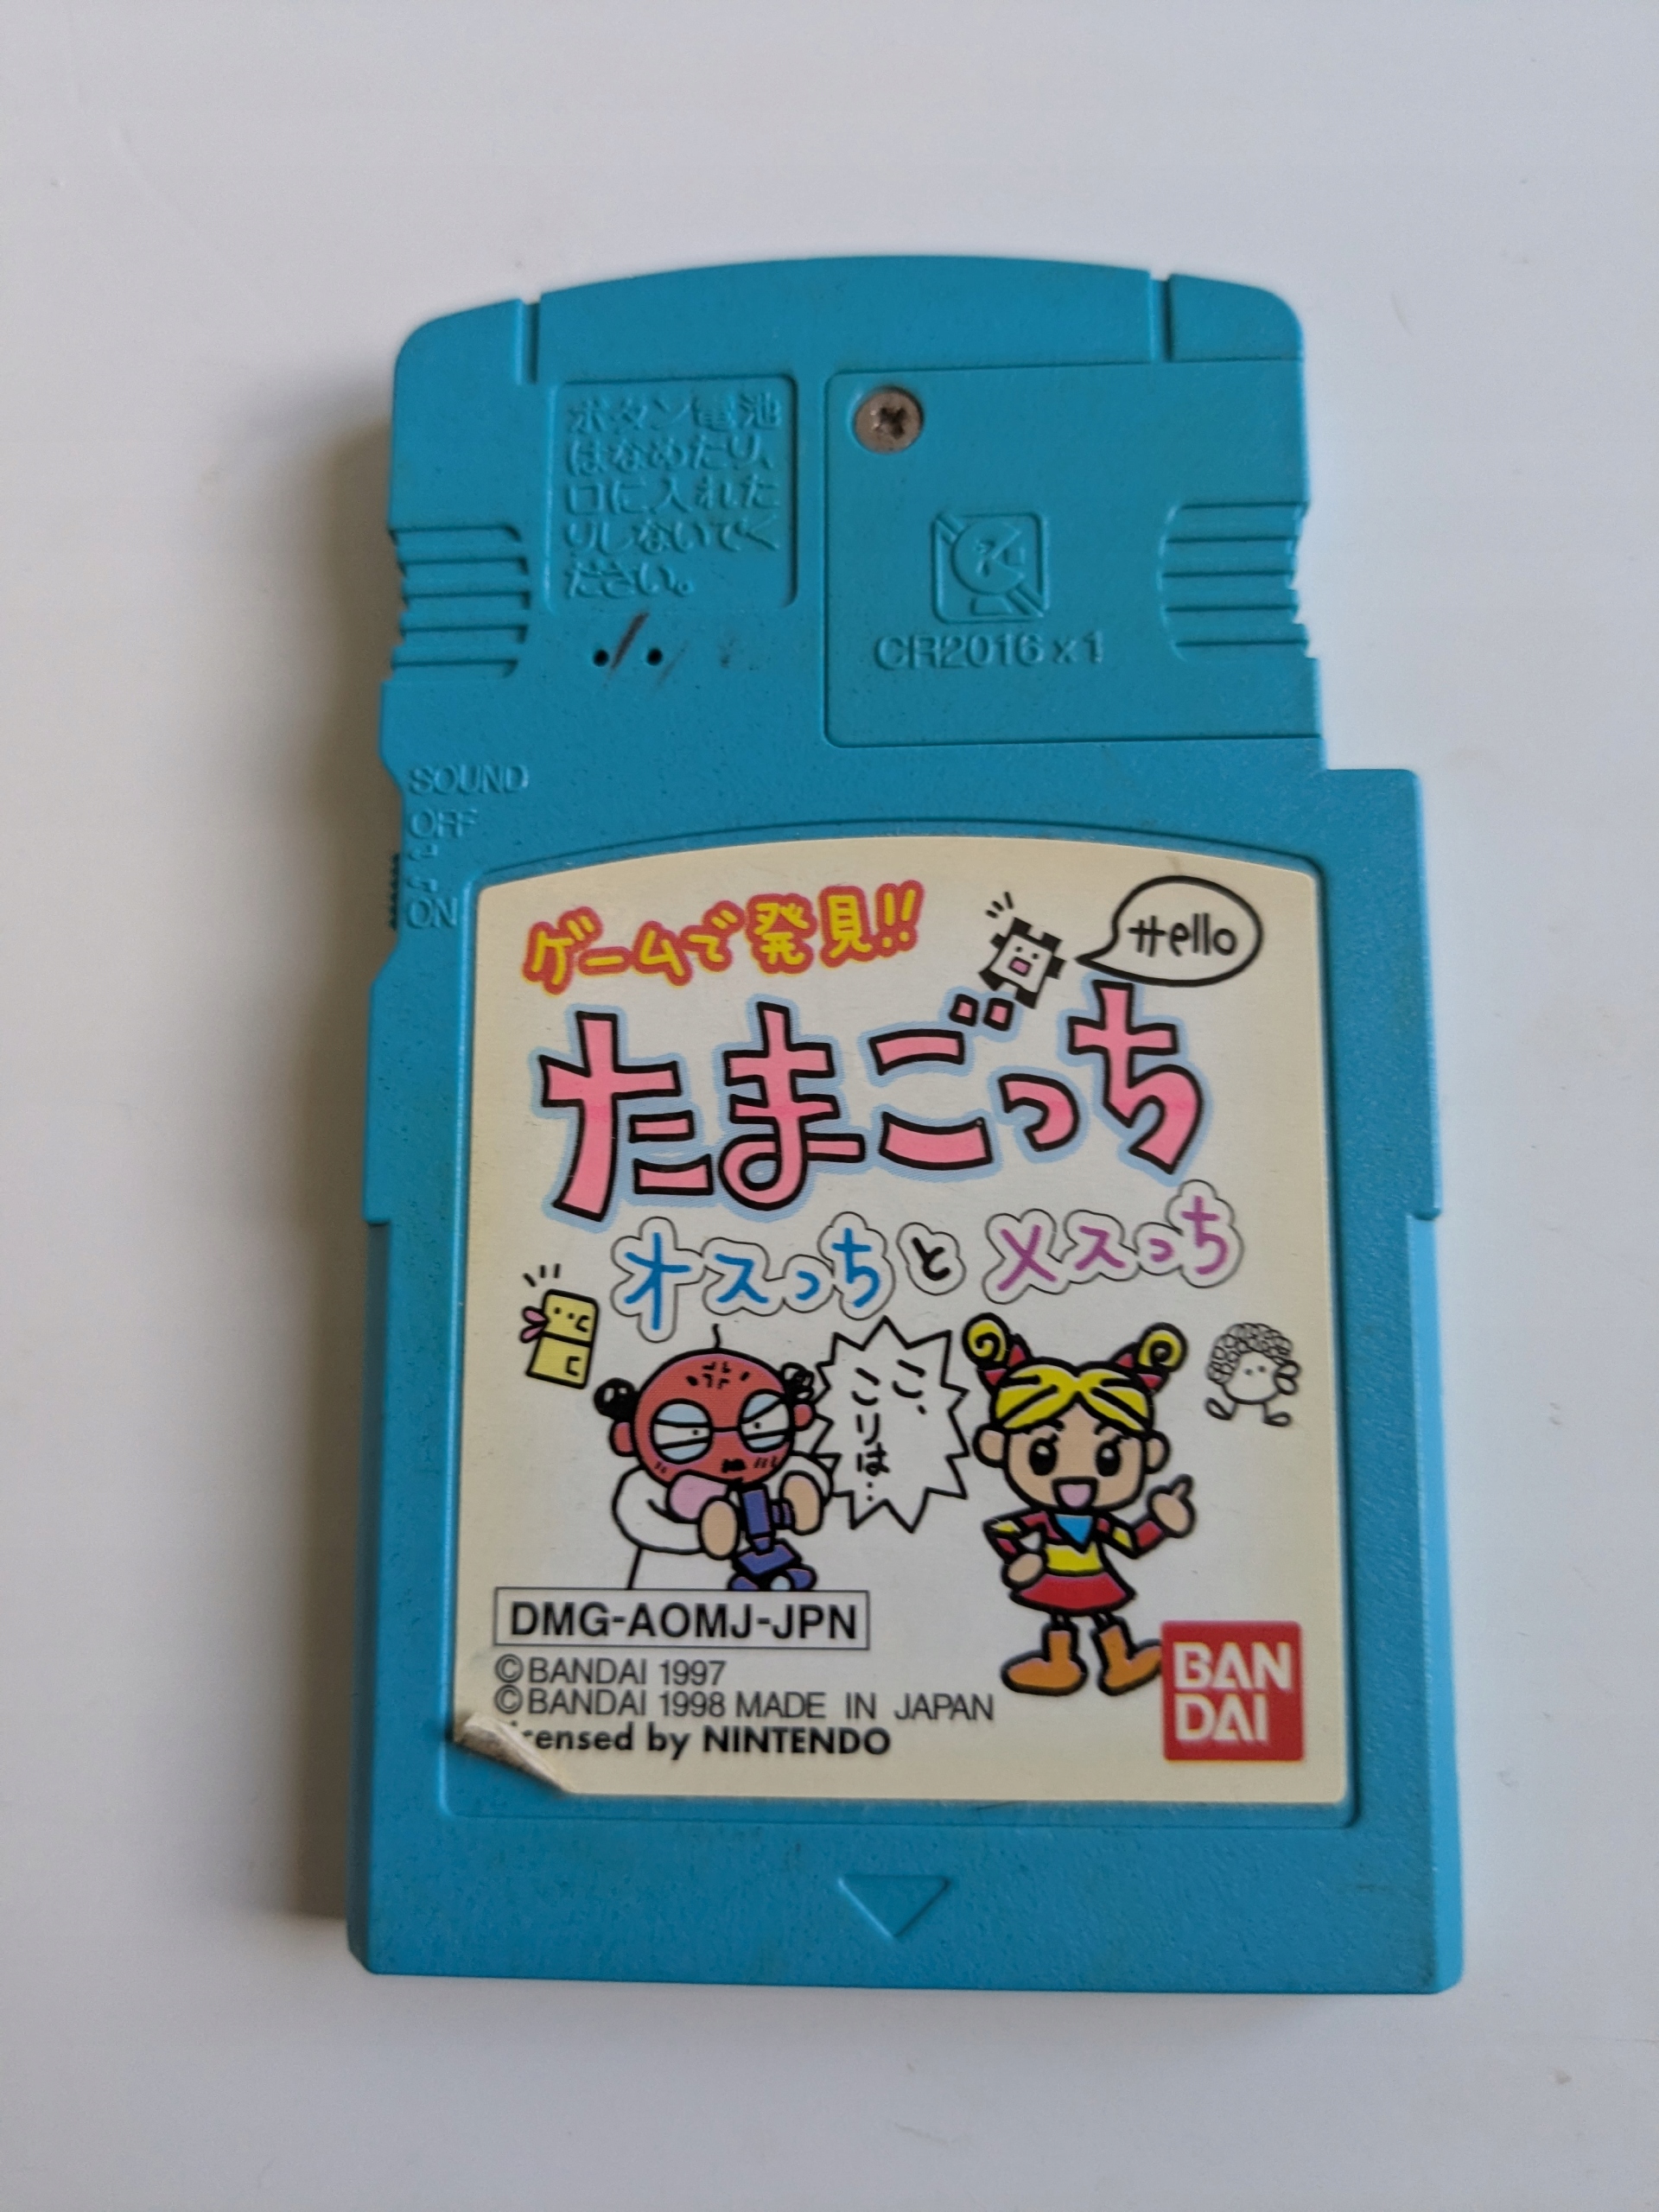 ボタン電池
はなめたり、
口に入れた
りしないでく
ださい。
CR2016x1
SOUND
OFF
ON
ゲームで発見!!
Hello
たまごっち
オスっちとメスっち
こ、
こりは…
DMG-AOMJ-JPN
©BANDAI 1997
©BANDAI 1998 MADE IN JAPAN
censed by NINTENDO
BAN
DAI